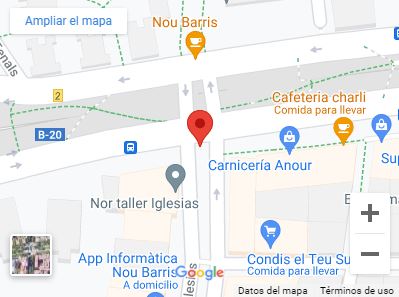 Ampliar el mapa
Nou Barris
2
Cafeteria charli
Comida para llevar
B-20
Carnicería Anour
Nor taller Iglesias
App Informàtica
Nou Barris
A domicilio
Condis el Teu Su
Comida para llevar
Google
Datos del mapa
Términos de uso